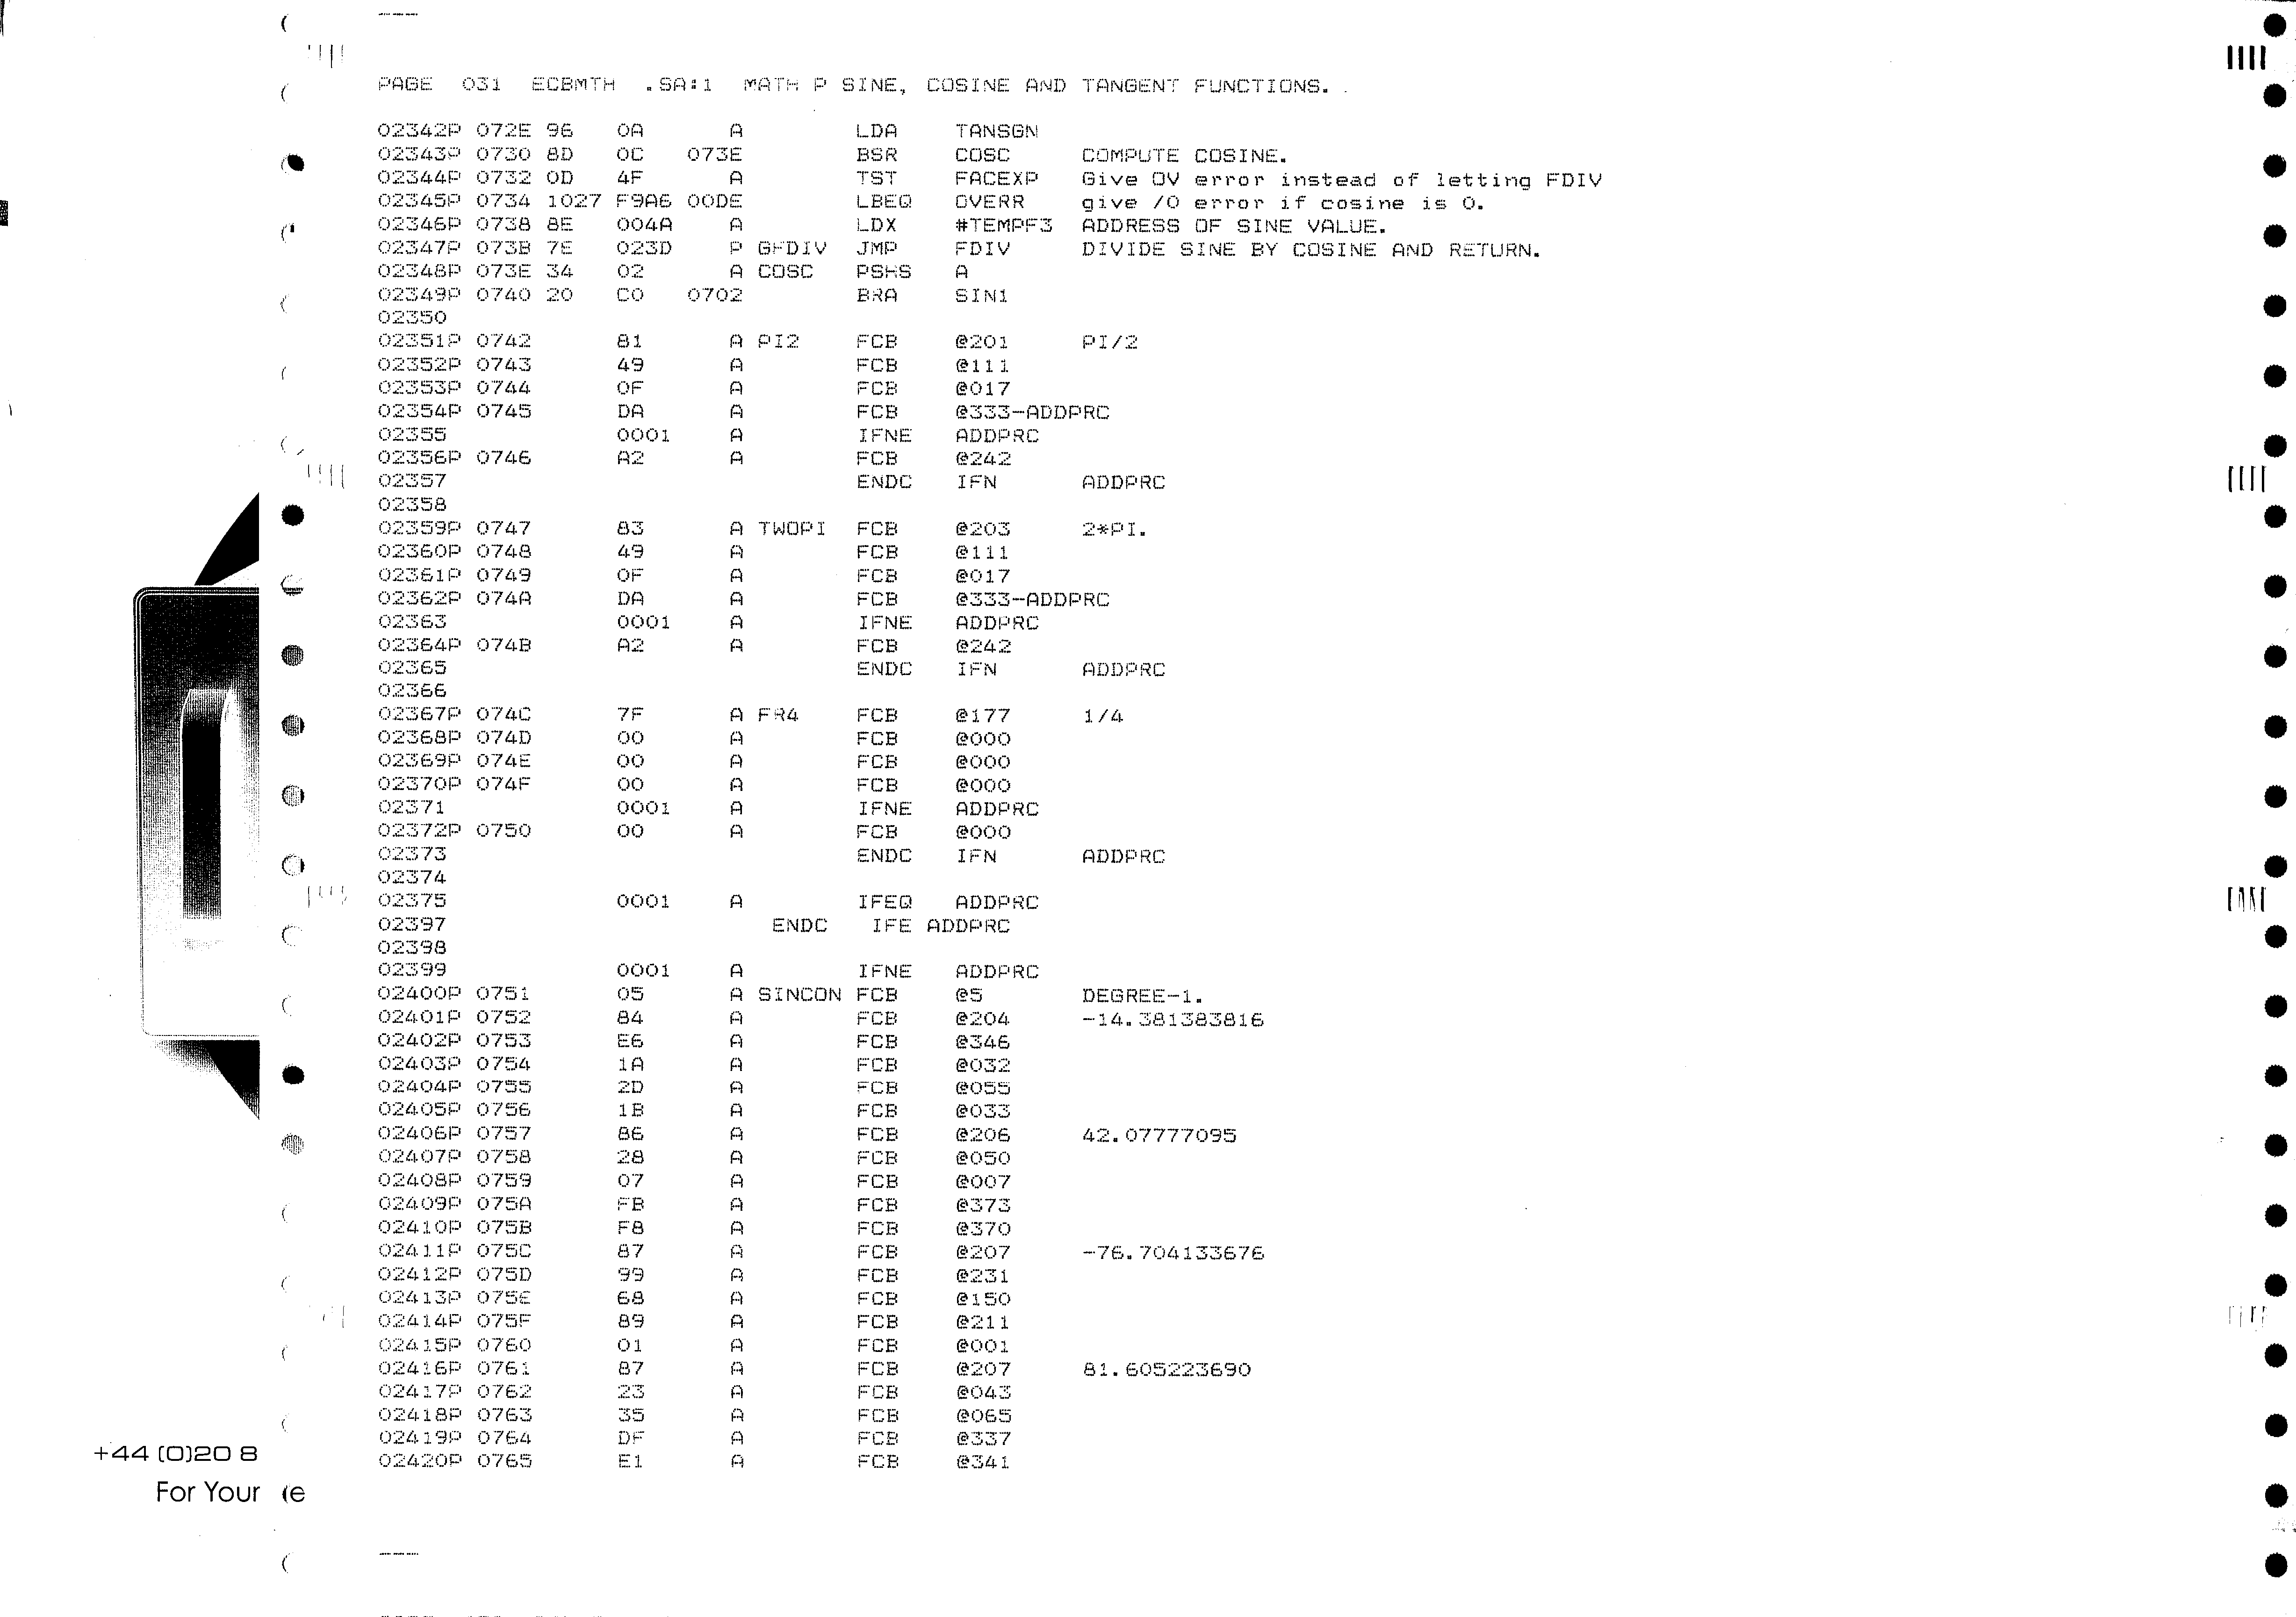 PAGE  031  ECBMTH  .SA:1  MATH P SINE, COSINE AND TANGENT FUNCTIONS.
02342P 072E 96   0A      A        LDA    TANSGN
02343P 0730 8D   0C   073E        BSR    COSC     COMPUTE COSINE.
02344P 0732 0D   4F      A        TST    FACEXP   Give OV error instead of letting FDIV
02345P 0734 1027 F9A6 00DE        LBEQ   OVERR    give /0 error if cosine is 0.
02346P 0738 8E   004A    A        LDX    #TEMPF3  ADDRESS OF SINE VALUE.
02347P 073B 7E   023D    P GFDIV  JMP    FDIV     DIVIDE SINE BY COSINE AND RETURN.
02348P 073E 34   02      A COSC   PSHS   A
02349P 0740 20   C0   0702        BRA    SIN1
02350
02351P 0742      81      A PI2    FCB    @201     PI/2
02352P 0743      49      A        FCB    @111
02353P 0744      0F      A        FCB    @017
02354P 0745      DA      A        FCB    @333-ADDPRC
02355            0001    A        IFNE   ADDPRC
02356P 0746      A2      A        FCB    @242
02357                             ENDC   IFN      ADDPRC
02358
02359P 0747      83      A TWOPI  FCB    @203     2*PI.
02360P 0748      49      A        FCB    @111
02361P 0749      0F      A        FCB    @017
02362P 074A      DA      A        FCB    @333-ADDPRC
02363            0001    A        IFNE   ADDPRC
02364P 074B      A2      A        FCB    @242
02365                             ENDC   IFN      ADDPRC
02366
02367P 074C      7F      A FR4    FCB    @177     1/4
02368P 074D      00      A        FCB    @000
02369P 074E      00      A        FCB    @000
02370P 074F      00      A        FCB    @000
02371            0001    A        IFNE   ADDPRC
02372P 0750      00      A        FCB    @000
02373                             ENDC   IFN      ADDPRC
02374
02375            0001    A        IFEQ   ADDPRC
02397                       ENDC   IFE ADDPRC
02398
02399            0001    A        IFNE   ADDPRC
02400P 0751      05      A SINCON FCB    @5       DEGREE-1.
02401P 0752      84      A        FCB    @204     -14.381383816
02402P 0753      E6      A        FCB    @346
02403P 0754      1A      A        FCB    @032
02404P 0755      2D      A        FCB    @055
02405P 0756      1B      A        FCB    @033
02406P 0757      86      A        FCB    @206     42.07777095
02407P 0758      28      A        FCB    @050
02408P 0759      07      A        FCB    @007
02409P 075A      FB      A        FCB    @373
02410P 075B      F8      A        FCB    @370
02411P 075C      87      A        FCB    @207     -76.704133676
02412P 075D      99      A        FCB    @231
02413P 075E      68      A        FCB    @150
02414P 075F      89      A        FCB    @211
02415P 0760      01      A        FCB    @001
02416P 0761      87      A        FCB    @207     81.605223690
02417P 0762      23      A        FCB    @043
02418P 0763      35      A        FCB    @065
02419P 0764      DF      A        FCB    @337
02420P 0765      E1      A        FCB    @341
+44 (0)20 8
For Your